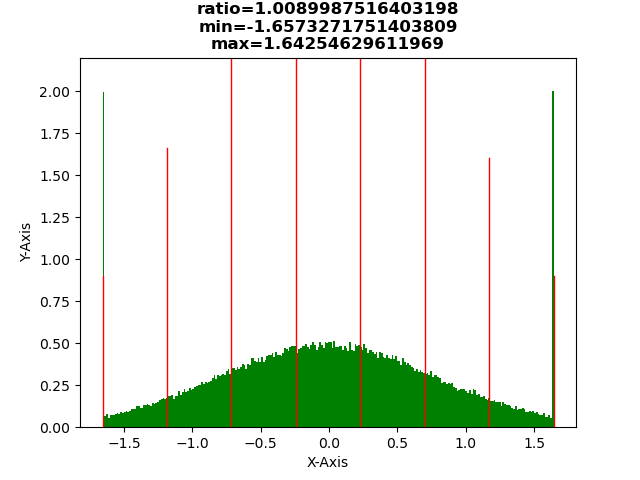 ratio=1.0089987516403198
min=-1.6573271751403809
max=1.64254629611969
2.00
1.75
1.50
1.25
1.00
0.75
0.50
0.25
0.00
Y-Axis
−1.5 −1.0 −0.5 0.0 0.5 1.0 1.5
X-Axis